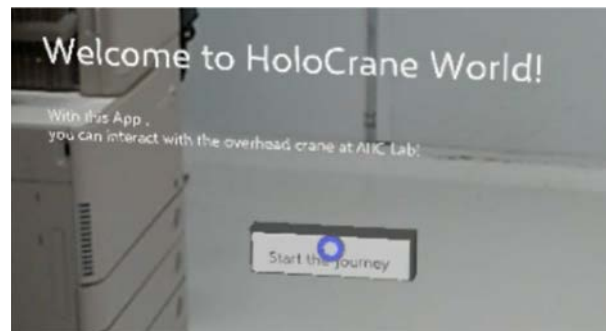 Welcome to HoloCrane World!
With this App ,
you can interact with the overhead crane at AIIC Lab!
Start the Journey